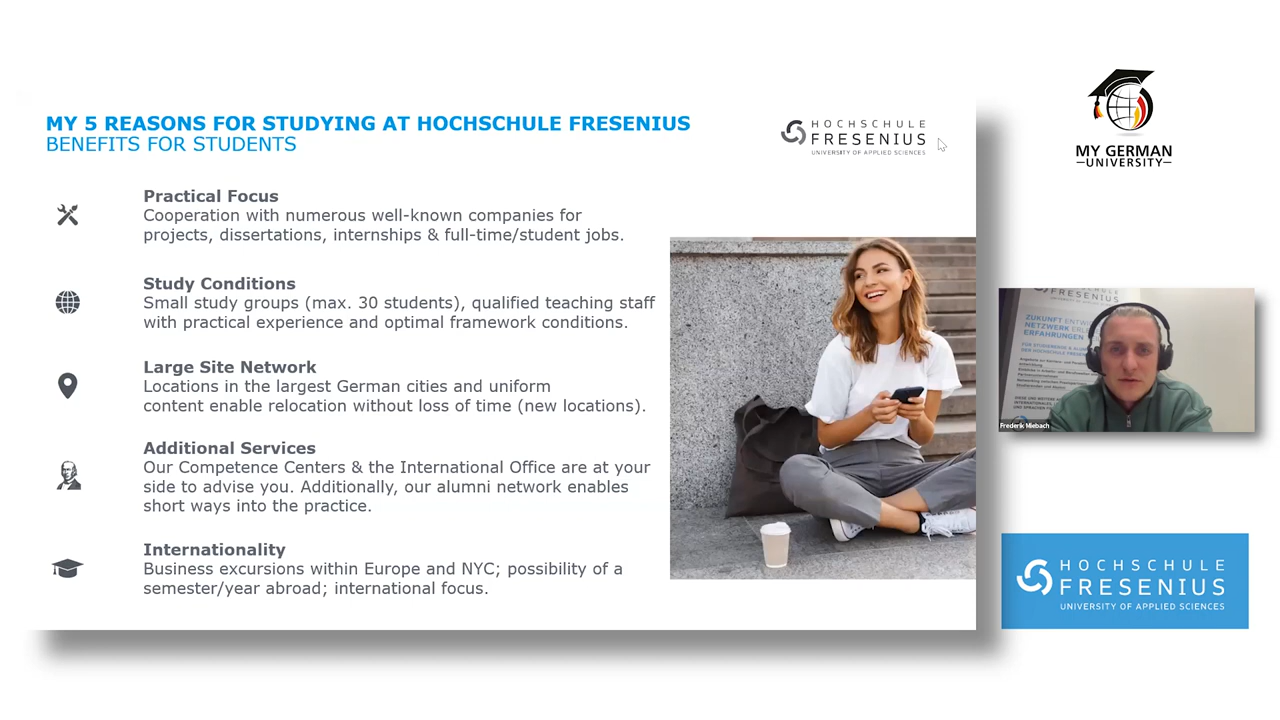 MY 5 REASONS FOR STUDYING AT HOCHSCHULE FRESENIUS
BENEFITS FOR STUDENTS
HOCHSCHULE
FRESENIUS
UNIVERSITY OF APPLIED SCIENCES
Practical Focus
Cooperation with numerous well-known companies for
projects, dissertations, internships & full-time/student jobs.
Study Conditions
Small study groups (max. 30 students), qualified teaching staff
with practical experience and optimal framework conditions.
Large Site Network
Locations in the largest German cities and uniform
content enable relocation without loss of time (new locations).
Additional Services
Our Competence Centers & the International Office are at your
side to advise you. Additionally, our alumni network enables
short ways into the practice.
Internationality
Business excursions within Europe and NYC; possibility of a
semester/year abroad; international focus.
MY GERMAN
UNIVERSITY
FRESENIUS
ZUKUNFT
NETZWERK
ERFAHRUNGEN
Frederik Miebach
HOCHSCHULE
FRESENIUS
UNIVERSITY OF APPLIED SCIENCES